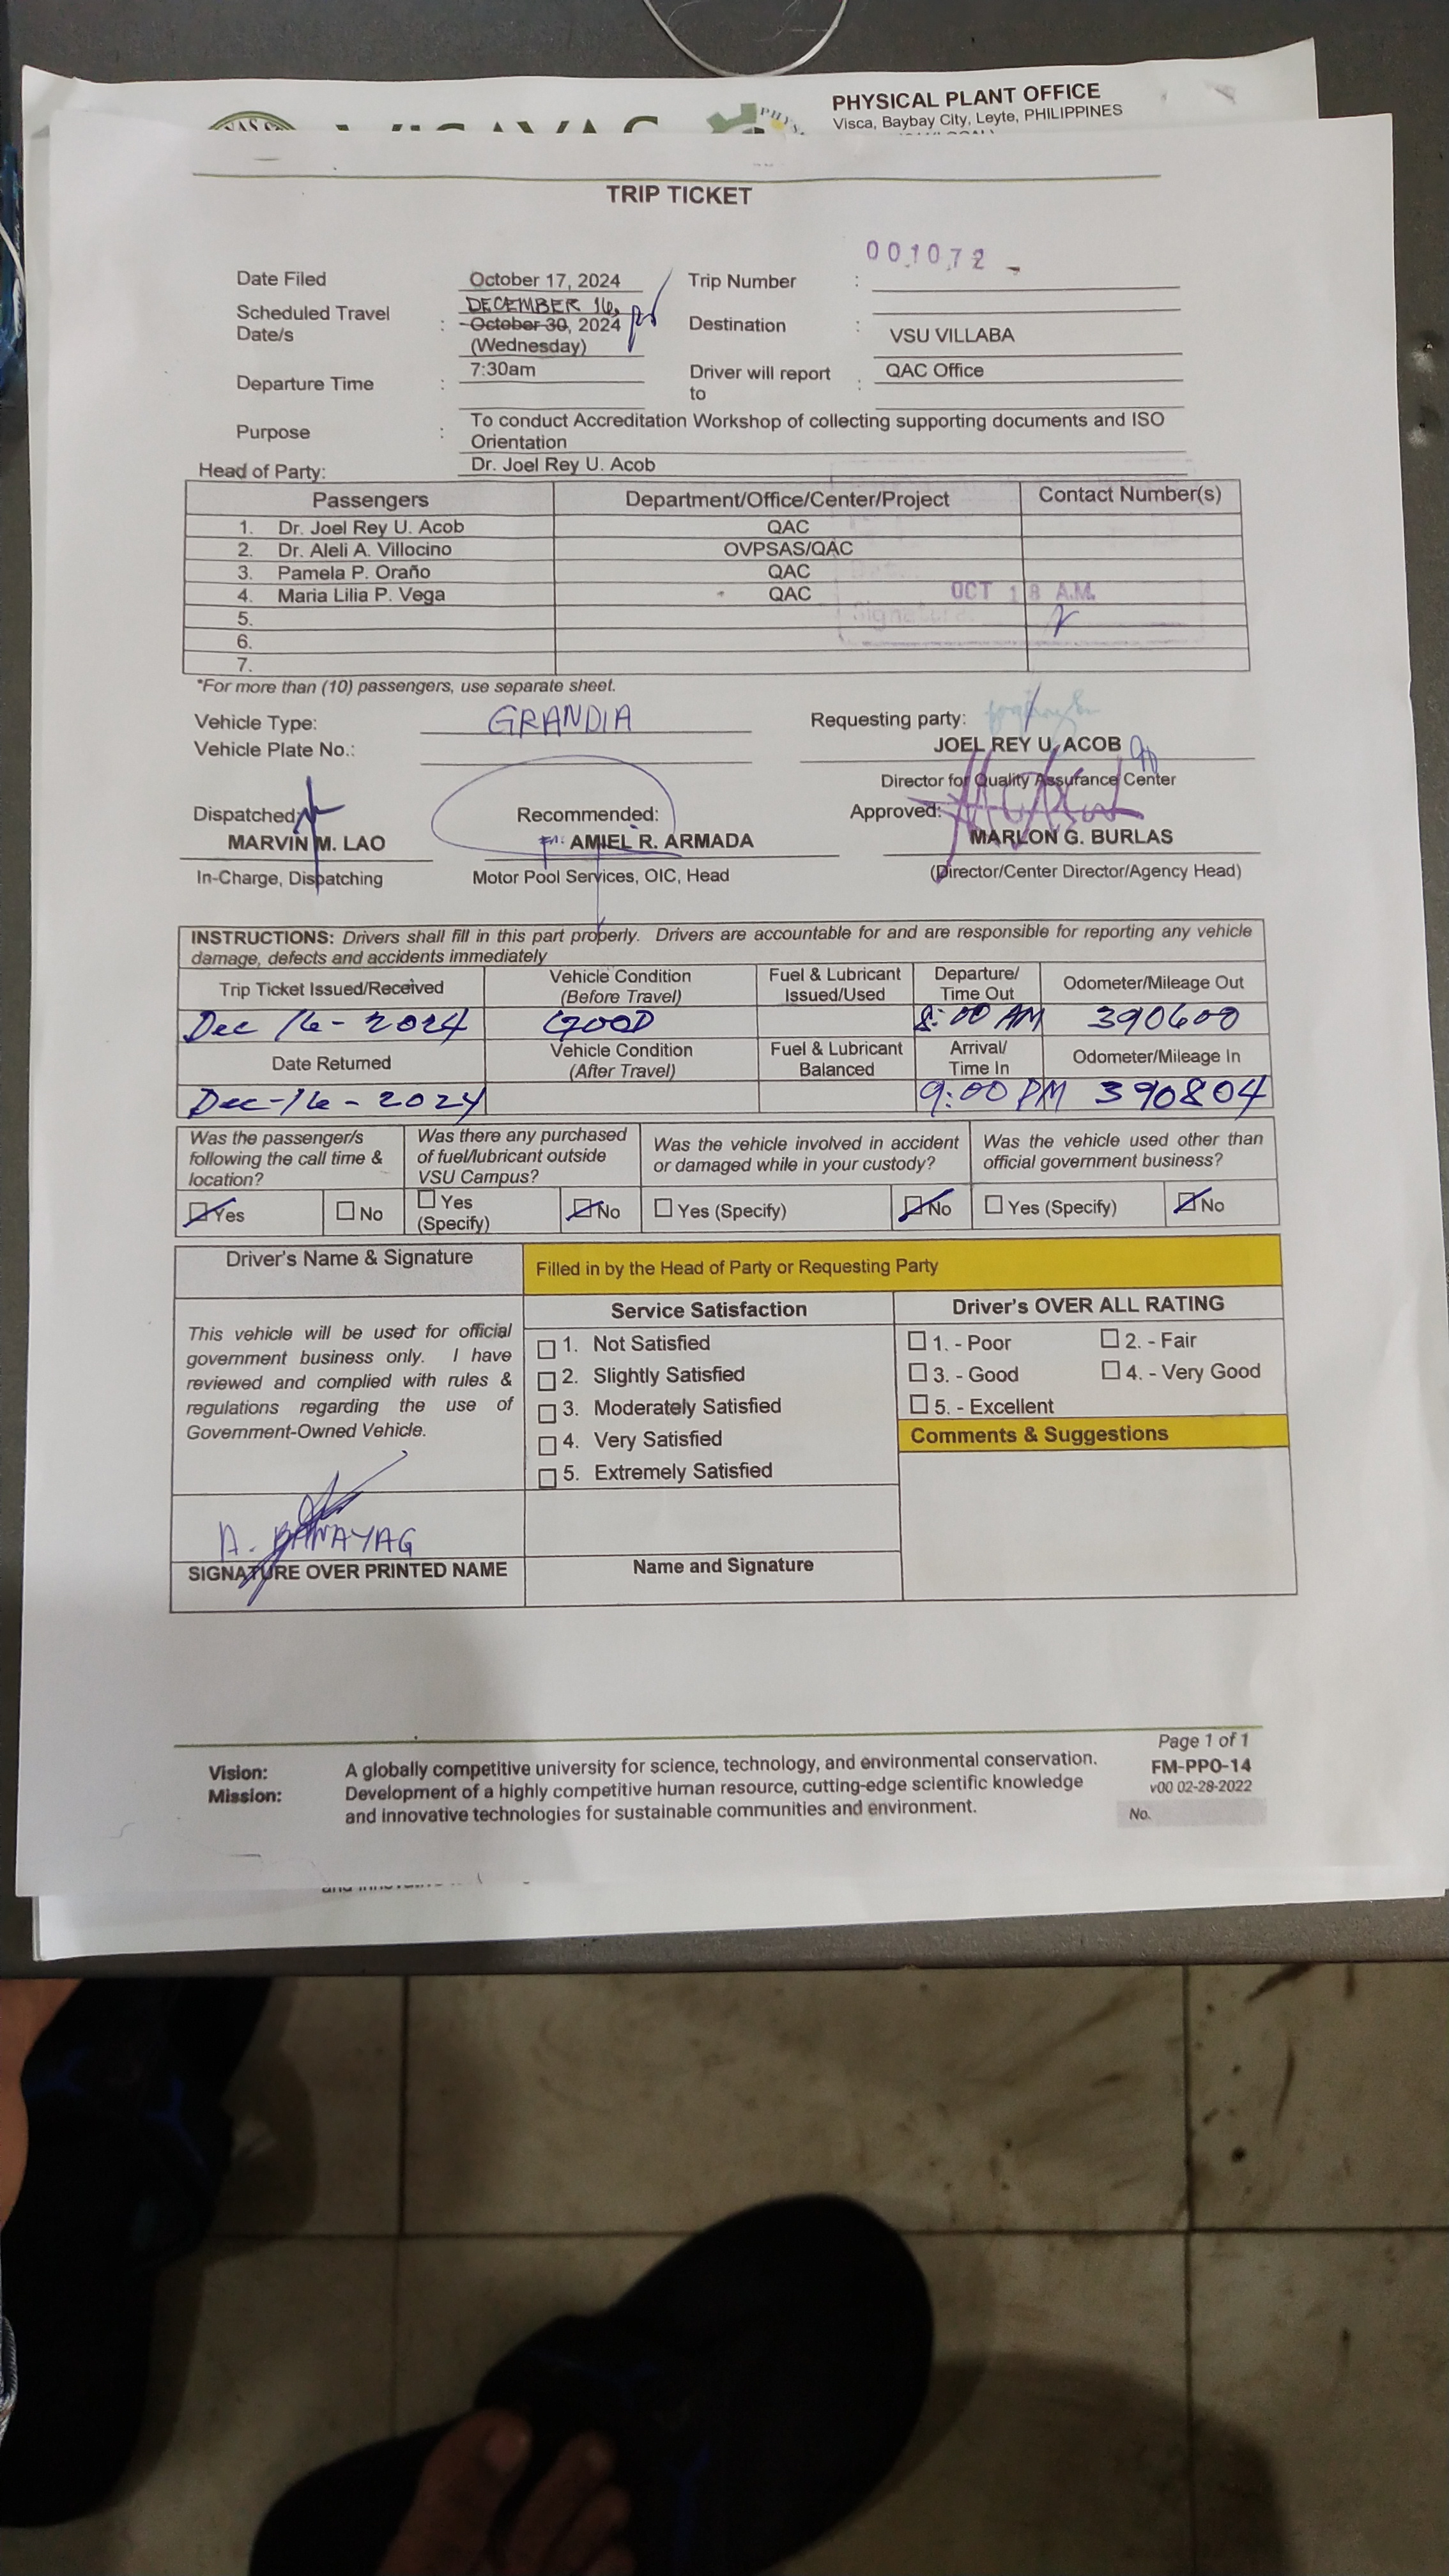 PHYSICAL PLANT OFFICE
Visca, Baybay City, Leyte, PHILIPPINES
TRIP TICKET
001072
Date Filed October 17, 2024 Trip Number :
Scheduled Travel Date/s : DECEMBER 16, October 30, 2024 (Wednesday) Destination : VSU VILLABA
Departure Time : 7:30am Driver will report to : QAC Office
Purpose : To conduct Accreditation Workshop of collecting supporting documents and ISO
Orientation
Head of Party: Dr. Joel Rey U. Acob
Passengers Department/Office/Center/Project Contact Number(s)
1. Dr. Joel Rey U. Acob QAC
2. Dr. Aleli A. Villocino OVPSAS/QAC
3. Pamela P. Oraño QAC
4. Maria Lilia P. Vega QAC OCT 18 A.M.
5. Signature
6.
7.
*For more than (10) passengers, use separate sheet.
Vehicle Type: GRANDIA Requesting party:
Vehicle Plate No.: JOEL REY U. ACOB
Director for Quality Assurance Center
Dispatched: Recommended: Approved:
MARVIN M. LAO AMIEL R. ARMADA MARLON G. BURLAS
In-Charge, Dispatching Motor Pool Services, OIC, Head (Director/Center Director/Agency Head)
INSTRUCTIONS: Drivers shall fill in this part properly. Drivers are accountable for and are responsible for reporting any vehicle
damage, defects and accidents immediately
Trip Ticket Issued/Received Vehicle Condition (Before Travel) Fuel & Lubricant Issued/Used Departure/ Time Out Odometer/Mileage Out
Dec 16-2024 GOOD 8:00 AM 390600
Date Returned Vehicle Condition (After Travel) Fuel & Lubricant Balanced Arrival/ Time In Odometer/Mileage In
Dec-16-2024 9:00 PM 390804
Was the passenger/s following the call time & location? Was there any purchased of fuel/lubricant outside VSU Campus? Was the vehicle involved in accident or damaged while in your custody? Was the vehicle used other than official government business?
Yes No Yes (Specify) No Yes (Specify) No Yes (Specify) No
Driver's Name & Signature Filled in by the Head of Party or Requesting Party
Service Satisfaction Driver's OVER ALL RATING
This vehicle will be used for official
government business only. I have
reviewed and complied with rules &
regulations regarding the use of
Government-Owned Vehicle.
1. Not Satisfied
2. Slightly Satisfied
3. Moderately Satisfied
4. Very Satisfied
5. Extremely Satisfied
1. - Poor 2. - Fair
3. - Good 4. - Very Good
5. - Excellent
Comments & Suggestions
SIGNATURE OVER PRINTED NAME Name and Signature
Page 1 of 1
Vision: A globally competitive university for science, technology, and environmental conservation. FM-PPO-14
Mission: Development of a highly competitive human resource, cutting-edge scientific knowledge v00 02-28-2022
and innovative technologies for sustainable communities and environment. No.